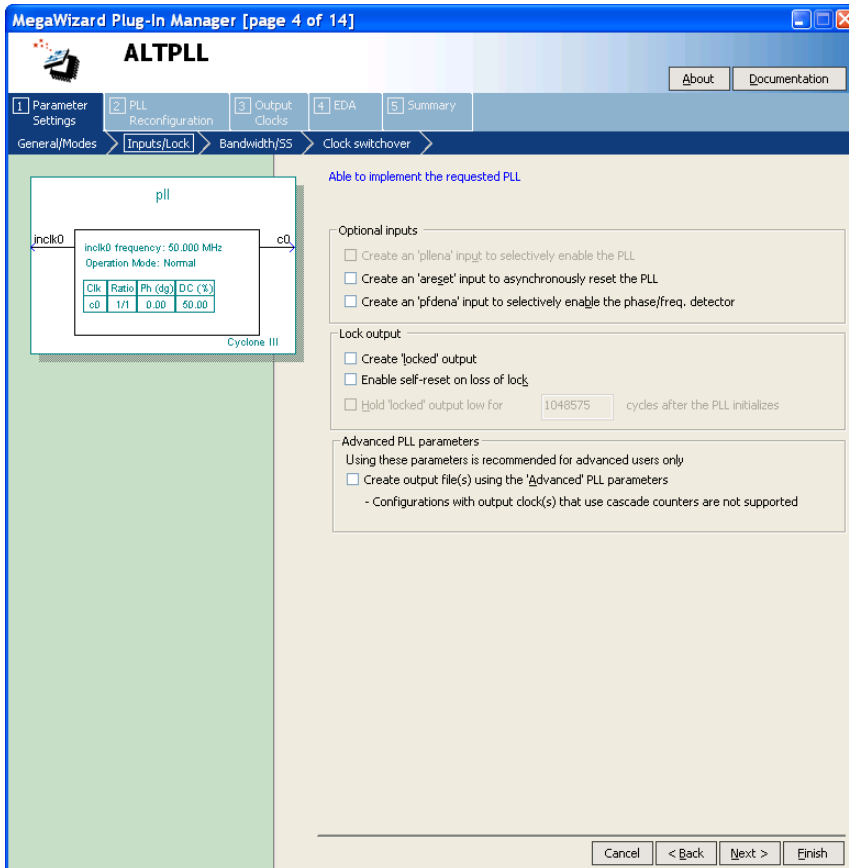 MegaWizard Plug-In Manager [page 4 of 14]
ALTPLL
About
Documentation
1 Parameter Settings
2 PLL Reconfiguration
3 Output Clocks
4 EDA
5 Summary
General/Modes
Inputs/Lock
Bandwidth/SS
Clock switchover
pll
inclk0
c0
inclk0 frequency: 50.000 MHz
Operation Mode: Normal
Clk Ratio Ph (dg) DC (%)
c0 1/1 0.00 50.00
Cyclone III
Able to implement the requested PLL
Optional inputs
Create an 'pllena' input to selectively enable the PLL
Create an 'areset' input to asynchronously reset the PLL
Create an 'pfdena' input to selectively enable the phase/freq. detector
Lock output
Create 'locked' output
Enable self-reset on loss of lock
Hold 'locked' output low for 1048575 cycles after the PLL initializes
Advanced PLL parameters
Using these parameters is recommended for advanced users only
Create output file(s) using the 'Advanced' PLL parameters
- Configurations with output clock(s) that use cascade counters are not supported
Cancel
< Back
Next >
Finish